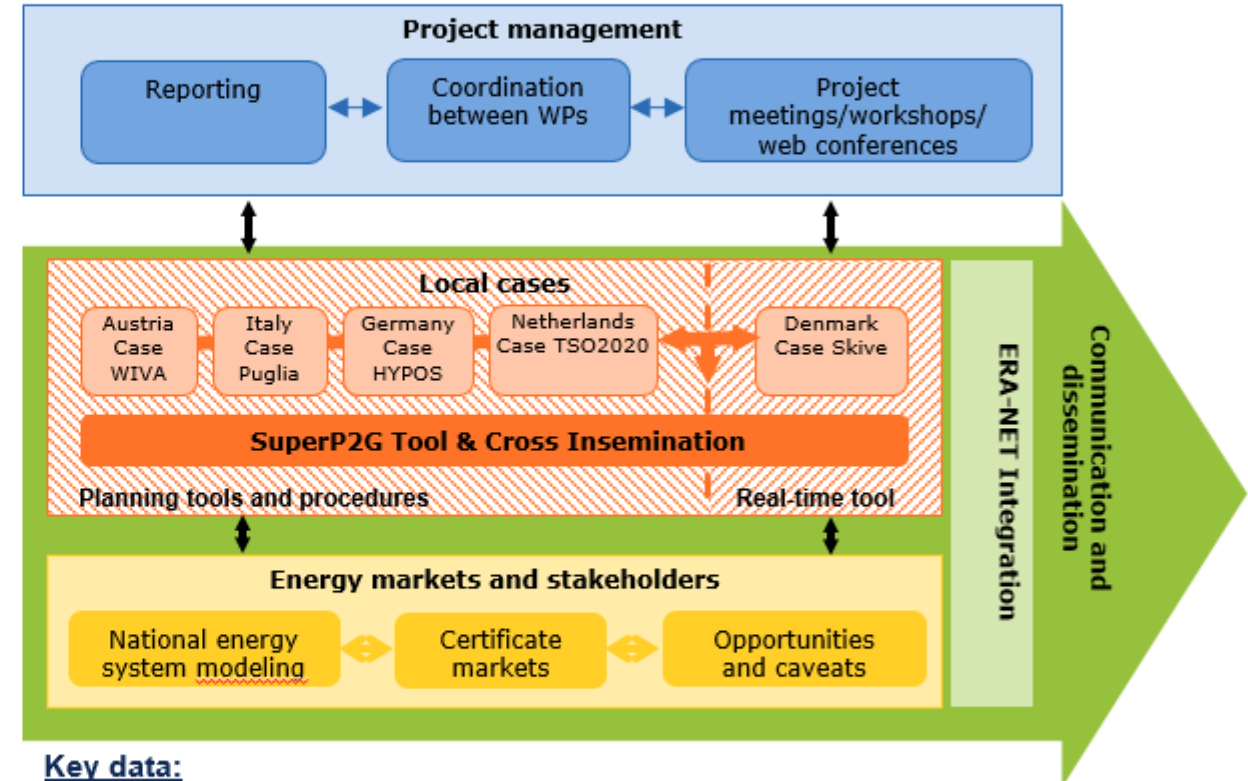 Project management
Reporting
Coordination
between WPs
Project
meetings/workshops/
web conferences
Local cases
Austria
Case
WIVA
Italy
Case
Puglia
Germany
Case
HYPOS
Netherlands
Case TSO2020
Denmark
Case Skive
SuperP2G Tool & Cross Insemination
Planning tools and procedures
Real-time tool
Energy markets and stakeholders
National energy
system modeling
Certificate
markets
Opportunities
and caveats
ERA-NET Integration
Communication and
dissemination
Key data: